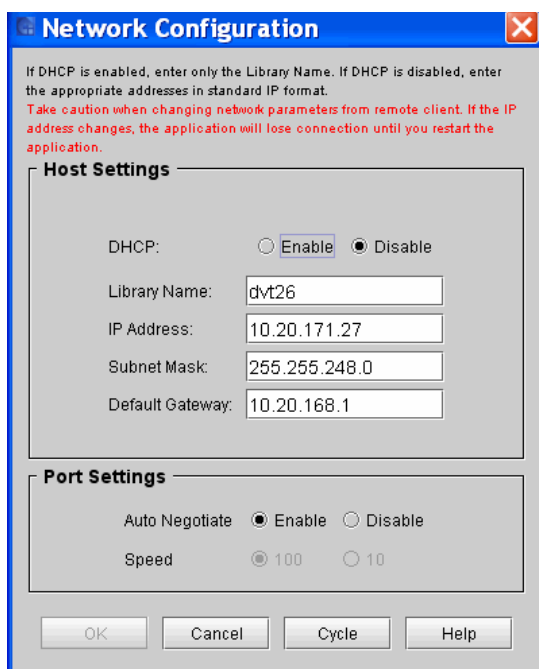 Network Configuration
If DHCP is enabled, enter only the Library Name. If DHCP is disabled, enter
the appropriate addresses in standard IP format.
Take caution when changing network parameters from remote client. If the IP
address changes, the application will lose connection until you restart the
application.
Host Settings
DHCP: Enable Disable
Library Name: dvt26
IP Address: 10.20.171.27
Subnet Mask: 255.255.248.0
Default Gateway: 10.20.168.1
Port Settings
Auto Negotiate Enable Disable
Speed 100 10
OK Cancel Cycle Help